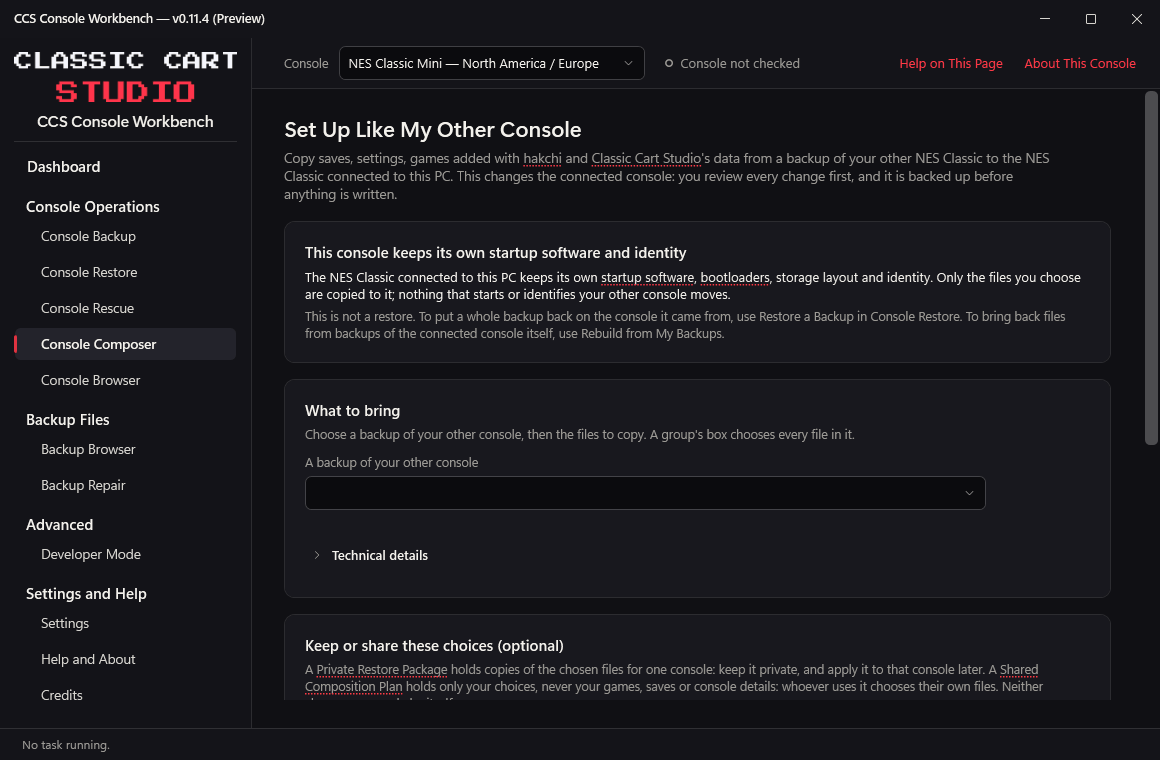 CCS Console Workbench — v0.11.4 (Preview)
CLASSIC CART
STUDIO
CCS Console Workbench
Dashboard
Console Operations
Console Backup
Console Restore
Console Rescue
Console Composer
Console Browser
Backup Files
Backup Browser
Backup Repair
Advanced
Developer Mode
Settings and Help
Settings
Help and About
Credits
Console
NES Classic Mini — North America / Europe
Console not checked
Help on This Page
About This Console
Set Up Like My Other Console
Copy saves, settings, games added with hakchi and Classic Cart Studio's data from a backup of your other NES Classic to the NES
Classic connected to this PC. This changes the connected console: you review every change first, and it is backed up before
anything is written.
This console keeps its own startup software and identity
The NES Classic connected to this PC keeps its own startup software, bootloaders, storage layout and identity. Only the files you choose
are copied to it; nothing that starts or identifies your other console moves.
This is not a restore. To put a whole backup back on the console it came from, use Restore a Backup in Console Restore. To bring back files
from backups of the connected console itself, use Rebuild from My Backups.
What to bring
Choose a backup of your other console, then the files to copy. A group's box chooses every file in it.
A backup of your other console
Technical details
Keep or share these choices (optional)
A Private Restore Package holds copies of the chosen files for one console: keep it private, and apply it to that console later. A Shared
Composition Plan holds only your choices, never your games, saves or console details: whoever uses it chooses their own files. Neither
No task running.